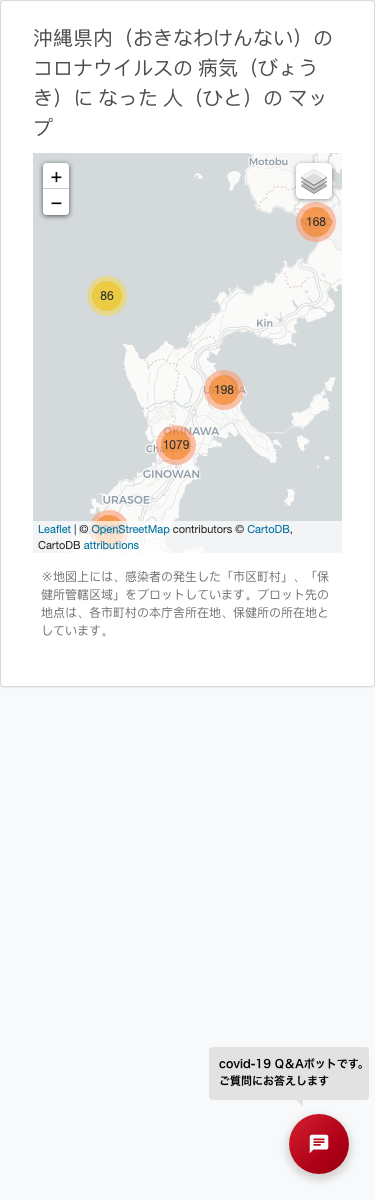 沖縄県内（おきなわけんない）の
コロナウイルスの 病気（びょう
き）に なった 人（ひと）の マッ
プ
Motobu
+
168
−
86
Kin
198
OKINAWA
1079
GINOWAN
URASOE
Leaflet | © OpenStreetMap contributors © CartoDB,
CartoDB attributions
※地図上には、感染者の発生した「市区町村」、「保
健所管轄区域」をプロットしています。プロット先の
地点は、各市町村の本庁舎所在地、保健所の所在地と
しています。
covid-19 Q&Aボットです。
ご質問にお答えします